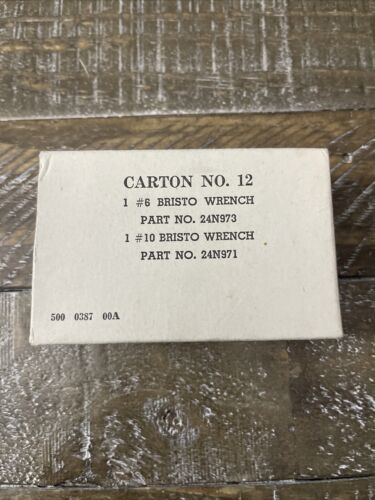 CARTON NO. 12
1 #6 BRISTO WRENCH
PART NO. 24N973
1 #10 BRISTO WRENCH
PART NO. 24N971
500 0387 00A